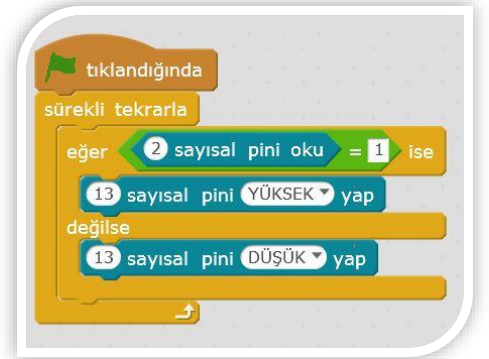 tıklandığında
sürekli tekrarla
eğer 2 sayısal pini oku = 1 ise
13 sayısal pini YÜKSEK yap
değilse
13 sayısal pini DÜŞÜK yap